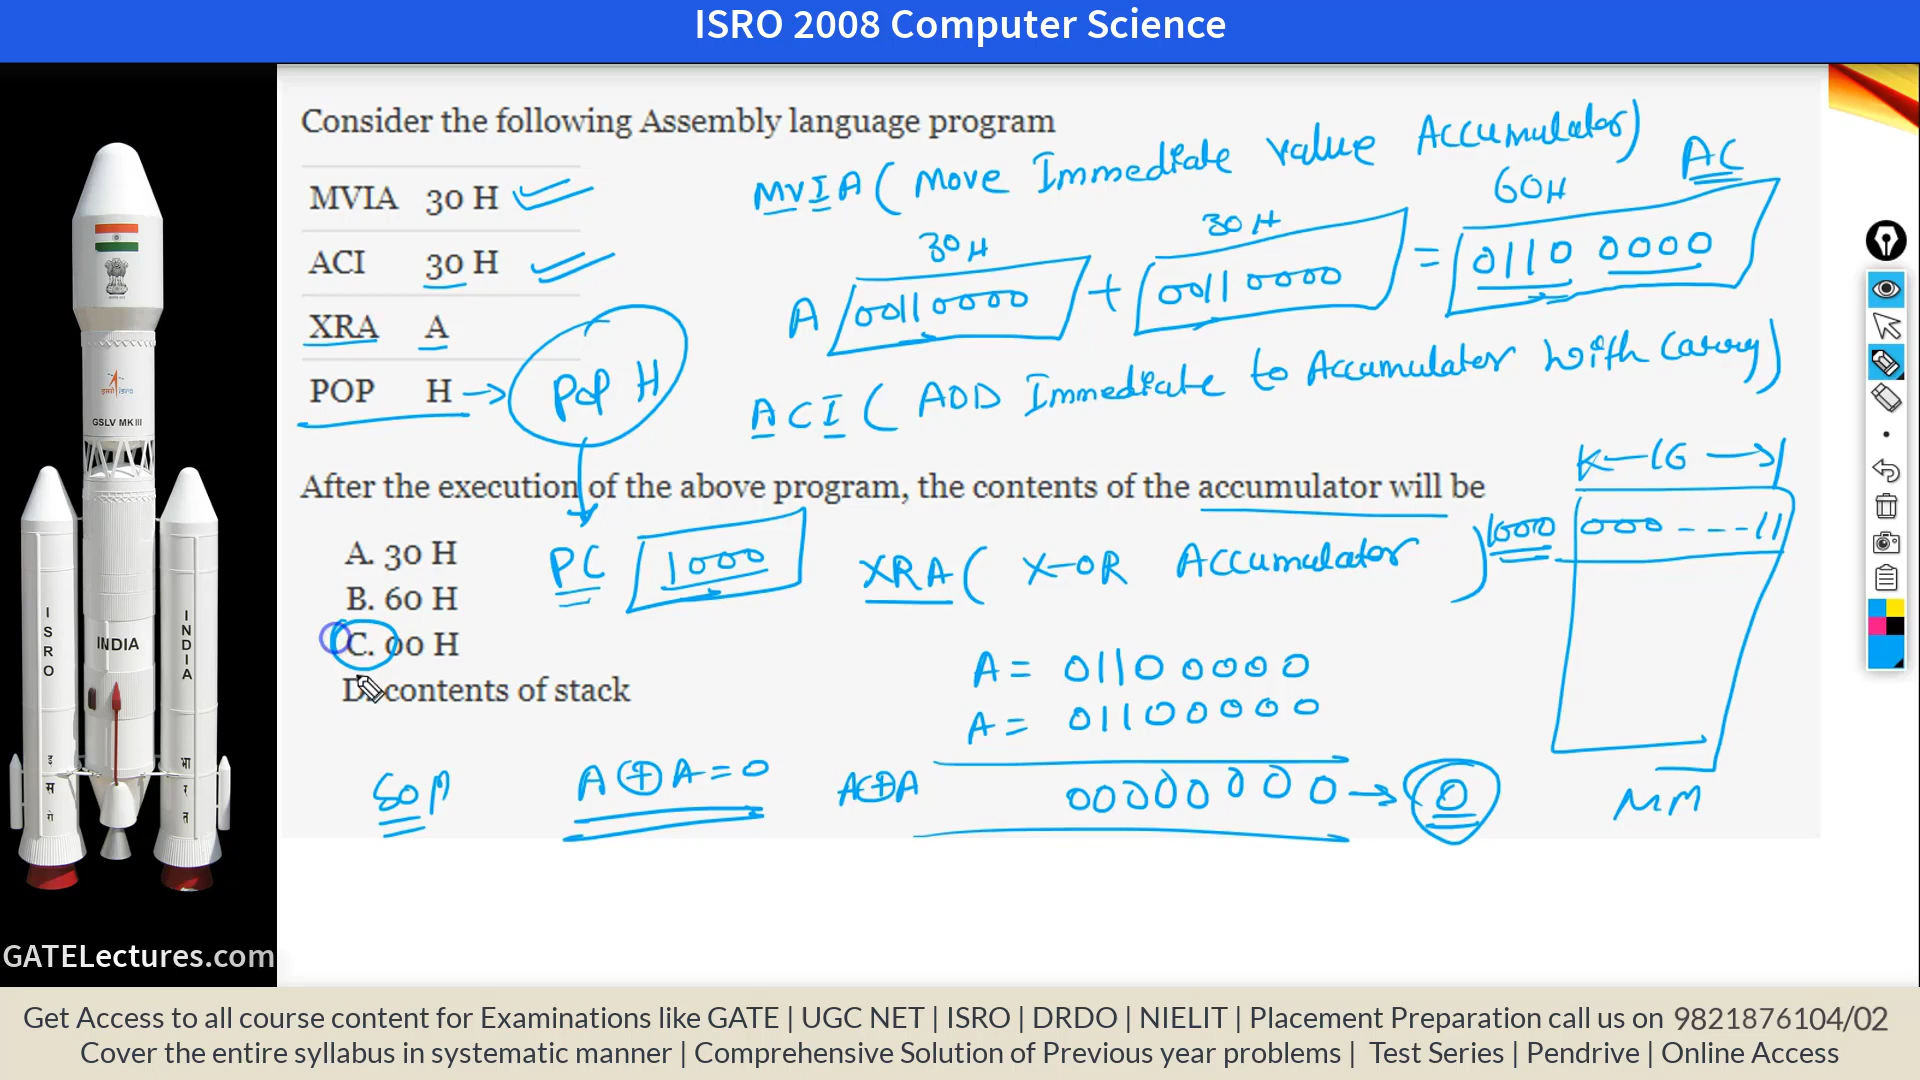 ISRO 2008 Computer Science
Consider the following Assembly language program
MVIA 30 H
ACI 30 H
XRA A
POP H
POP H
MVIA ( Move Immediate value Accumulator)
AC
30 H
30 H
60H
A 00110000 + 00110000 = 0110 0000
ACI ( ADD Immediate to Accumulator with Carry)
After the execution of the above program, the contents of the accumulator will be
16
A. 30 H
B. 60 H
C. 00 H
D. contents of stack
PC 1000
XRA ( X-OR Accumulator )
1000 000---11
A = 01100000
A = 01100000
A⊕A 00000000 → 0
A⊕A=0
MM
GSLV MK III
ISRO
INDIA
INDIA
इसरो
भारत
GATELectures.com
Get Access to all course content for Examinations like GATE | UGC NET | ISRO | DRDO | NIELIT | Placement Preparation call us on 9821876104/02
Cover the entire syllabus in systematic manner | Comprehensive Solution of Previous year problems | Test Series | Pendrive | Online Access